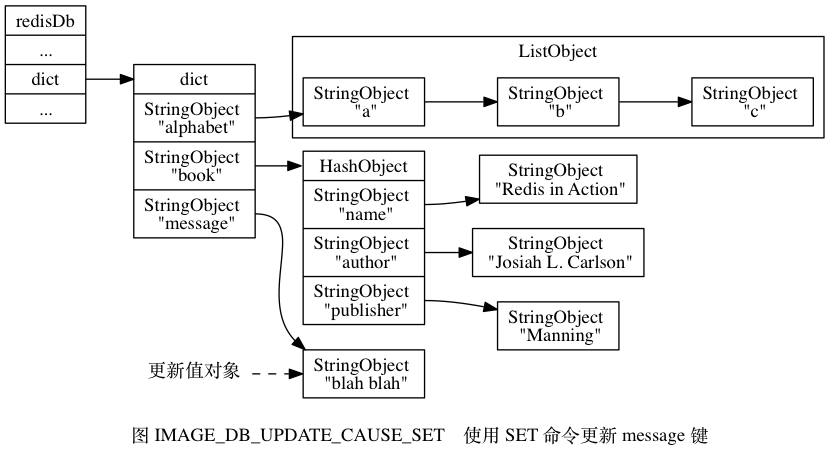 redisDb
...
dict
...
dict
StringObject
"alphabet"
StringObject
"book"
StringObject
"message"
ListObject
StringObject
"a"
StringObject
"b"
StringObject
"c"
HashObject
StringObject
"name"
StringObject
"author"
StringObject
"publisher"
StringObject
"Redis in Action"
StringObject
"Josiah L. Carlson"
StringObject
"Manning"
更新值对象
StringObject
"blah blah"
图 IMAGE_DB_UPDATE_CAUSE_SET 使用 SET 命令更新 message 键